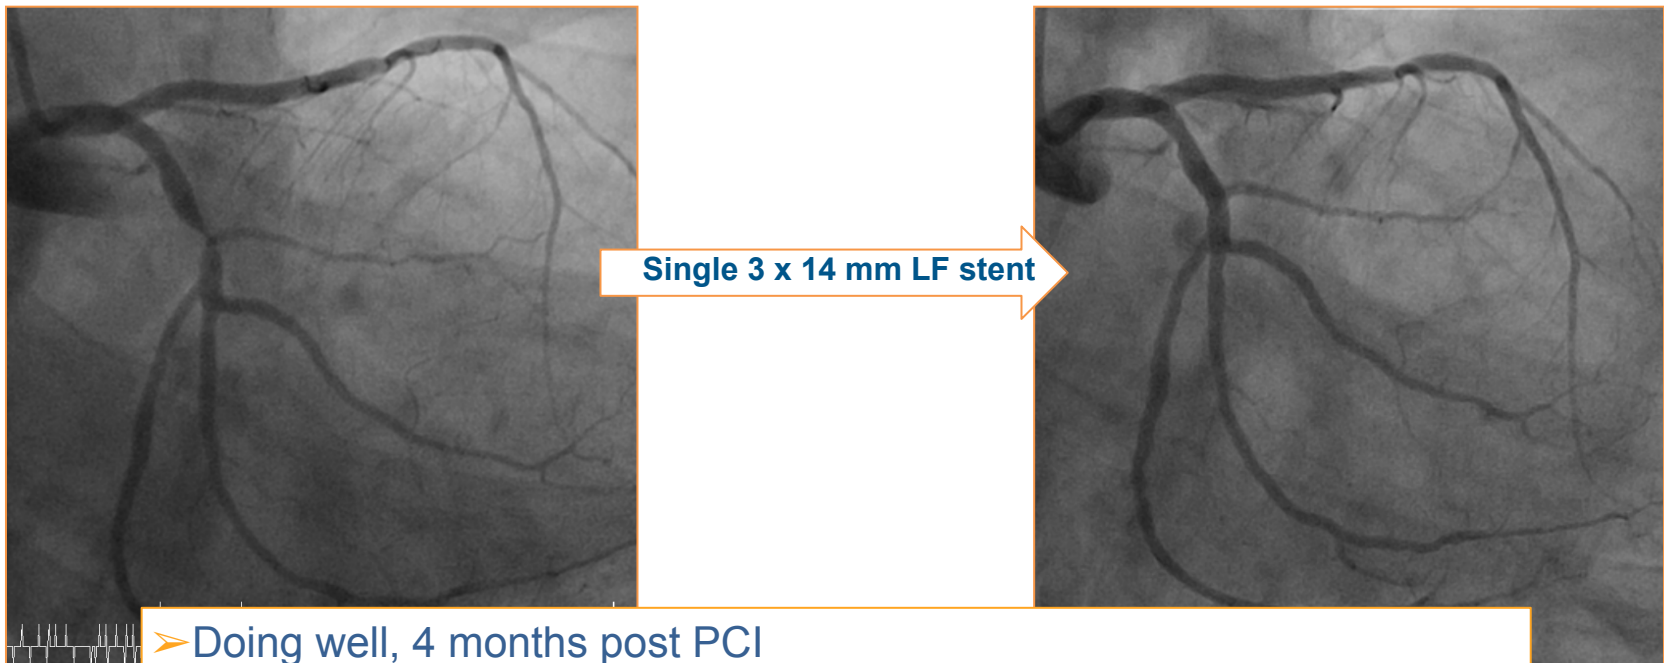 Single 3 x 14 mm LF stent
➢Doing well, 4 months post PCI